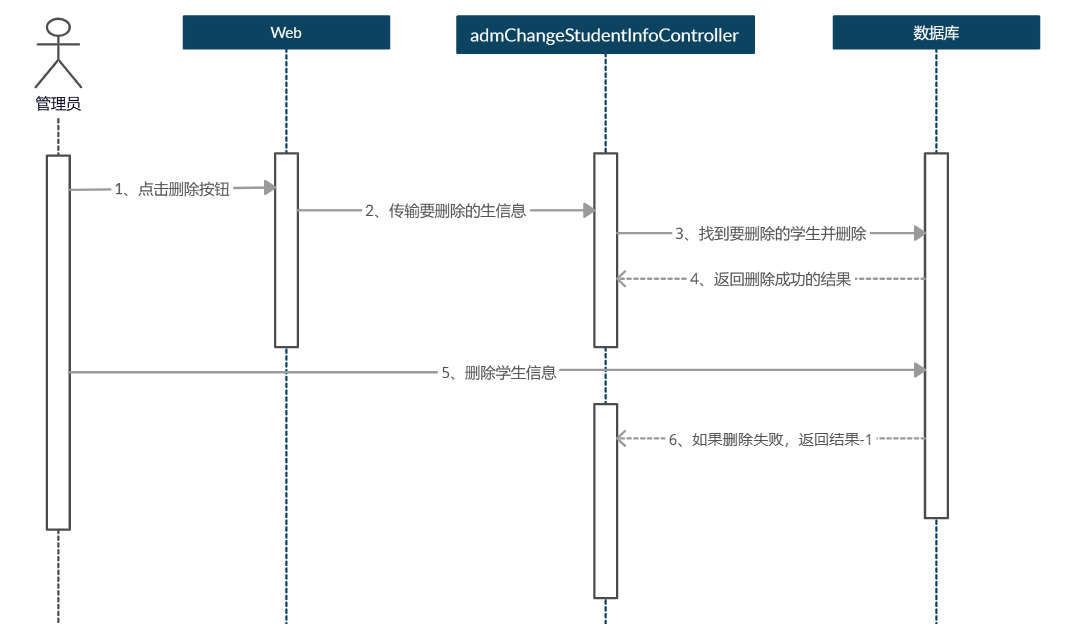 Web
admChangeStudentInfoController
数据库
管理员
1、点击删除按钮
2、传输要删除的生信息
3、找到要删除的学生并删除
4、返回删除成功的结果
5、删除学生信息
6、如果删除失败，返回结果-1